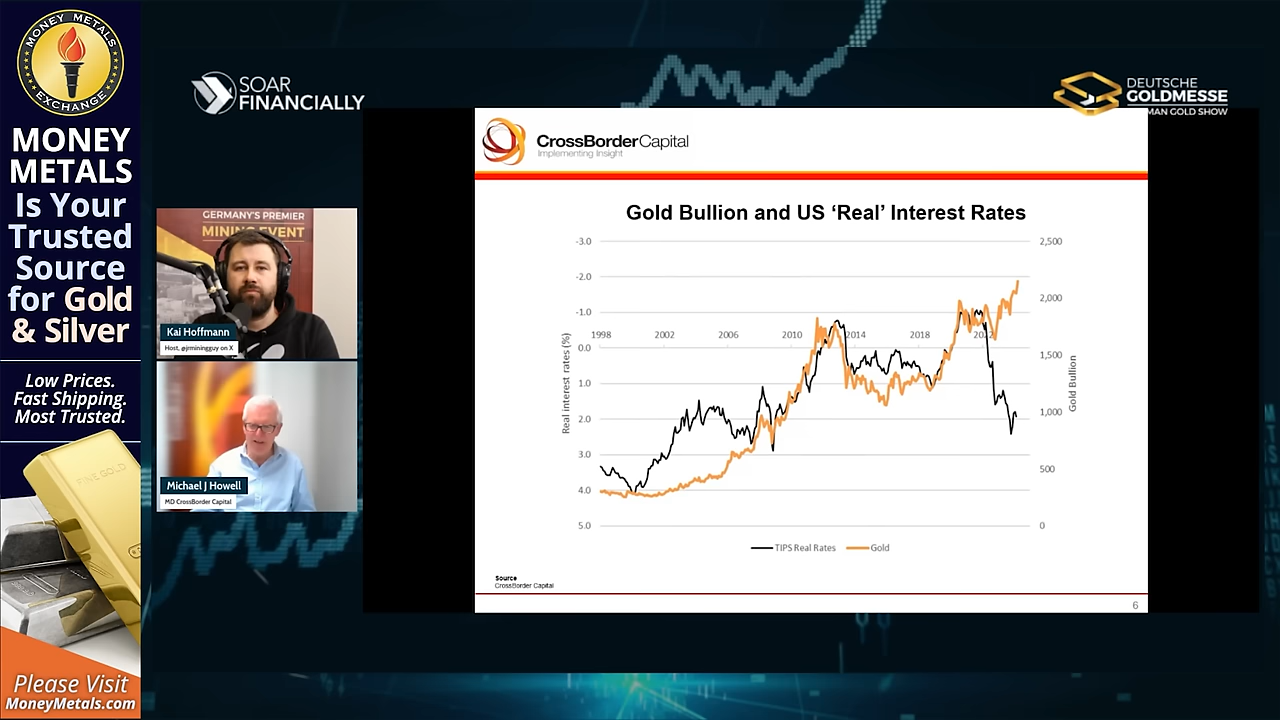 MONEY METALS
EXCHANGE
MONEY
METALS
Is Your
Trusted
Source
for Gold
& Silver
Low Prices.
Fast Shipping.
Most Trusted.
FINE GOLD
Please Visit
MoneyMetals.com
SOAR
FINANCIALLY
DEUTSCHE
GOLDMESSE
MAN GOLD SHOW
GERMANY'S PREMIER
MINING EVENT
Kai Hoffmann
Host, @jrminingguy on X
Michael J Howell
MD CrossBorder Capital
CrossBorderCapital
Implementing Insight
Gold Bullion and US ‘Real’ Interest Rates
-3.0
-2.0
-1.0
0.0
1.0
2.0
3.0
4.0
5.0
Real interest rates (%)
1998
2002
2006
2010
2014
2018
2022
2,500
2,000
1,500
1,000
500
0
Gold Bullion
TIPS Real Rates
Gold
Source
CrossBorder Capital
6